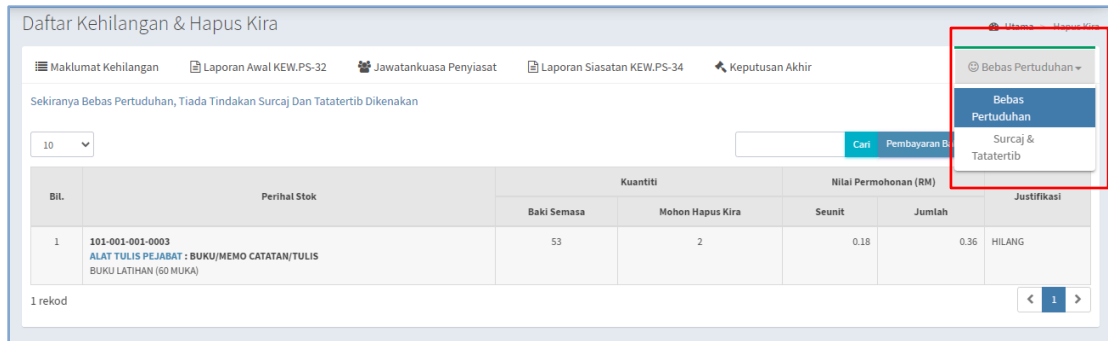 Daftar Kehilangan & Hapus Kira
Utama > Hapus Kira
Maklumat Kehilangan
Laporan Awal KEW.PS-32
Jawatankuasa Penyiasat
Laporan Siasatan KEW.PS-34
Keputusan Akhir
Bebas Pertuduhan
Sekiranya Bebas Pertuduhan, Tiada Tindakan Surcaj Dan Tatatertib Dikenakan
Bebas
Pertuduhan
Surcaj &
Tatatertib
10
Cari
Pembayaran
Bil.
Perihal Stok
Kuantiti
Nilai Permohonan (RM)
Justifikasi
Baki Semasa
Mohon Hapus Kira
Seunit
Jumlah
1
101-001-001-0003
ALAT TULIS PEJABAT : BUKU/MEMO CATATAN/TULIS
BUKU LATIHAN (60 MUKA)
53
2
0.18
0.36
HILANG
1 rekod
< 1 >